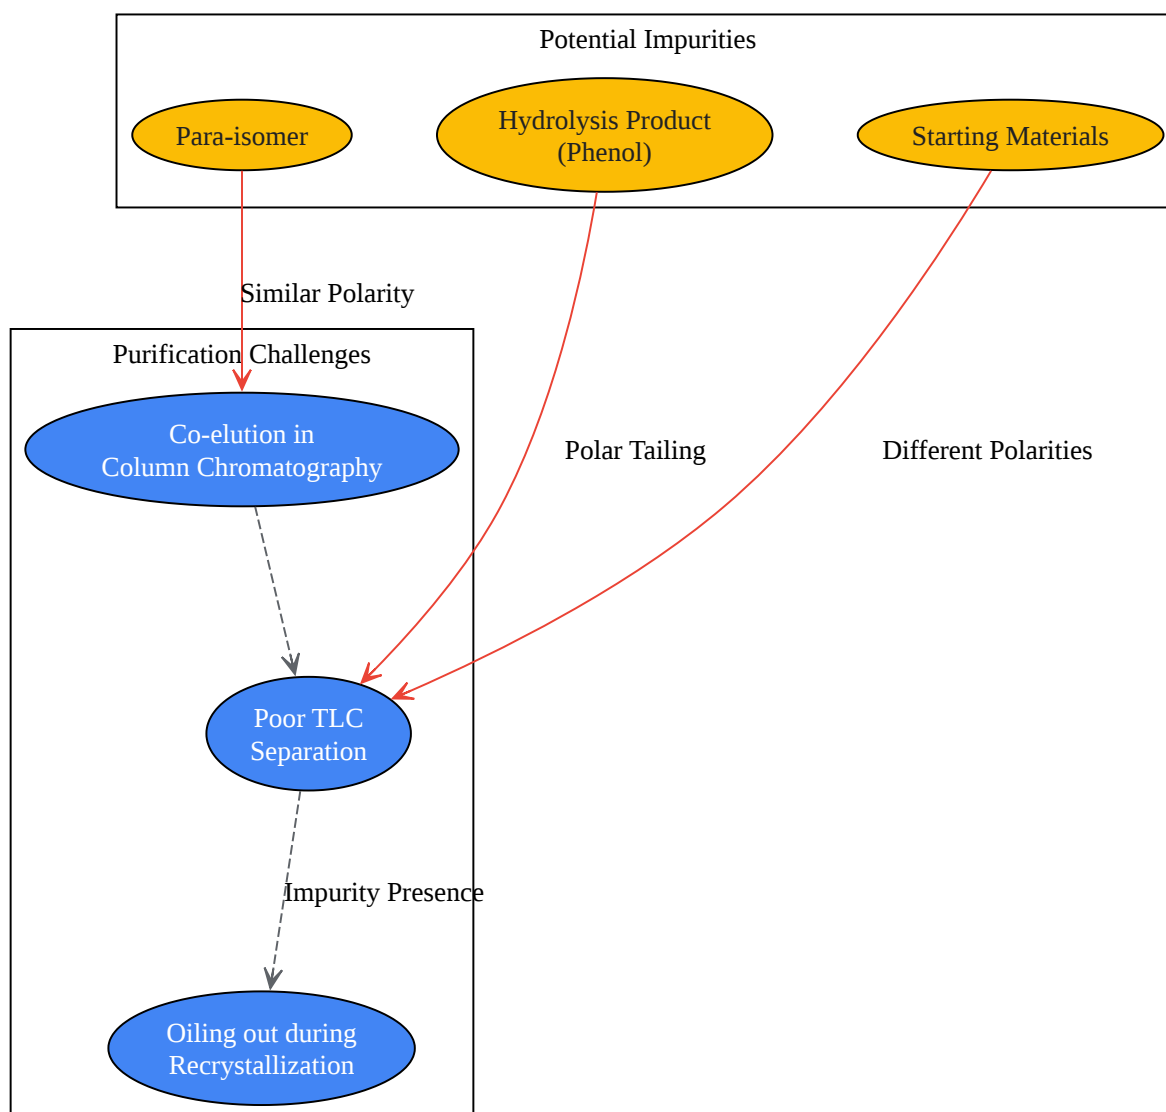 Potential Impurities
Para-isomer
Hydrolysis Product
(Phenol)
Starting Materials
Similar Polarity
Purification Challenges
Co-elution in
Column Chromatography
Polar Tailing
Different Polarities
Poor TLC
Separation
Impurity Presence
Oiling out during
Recrystallization